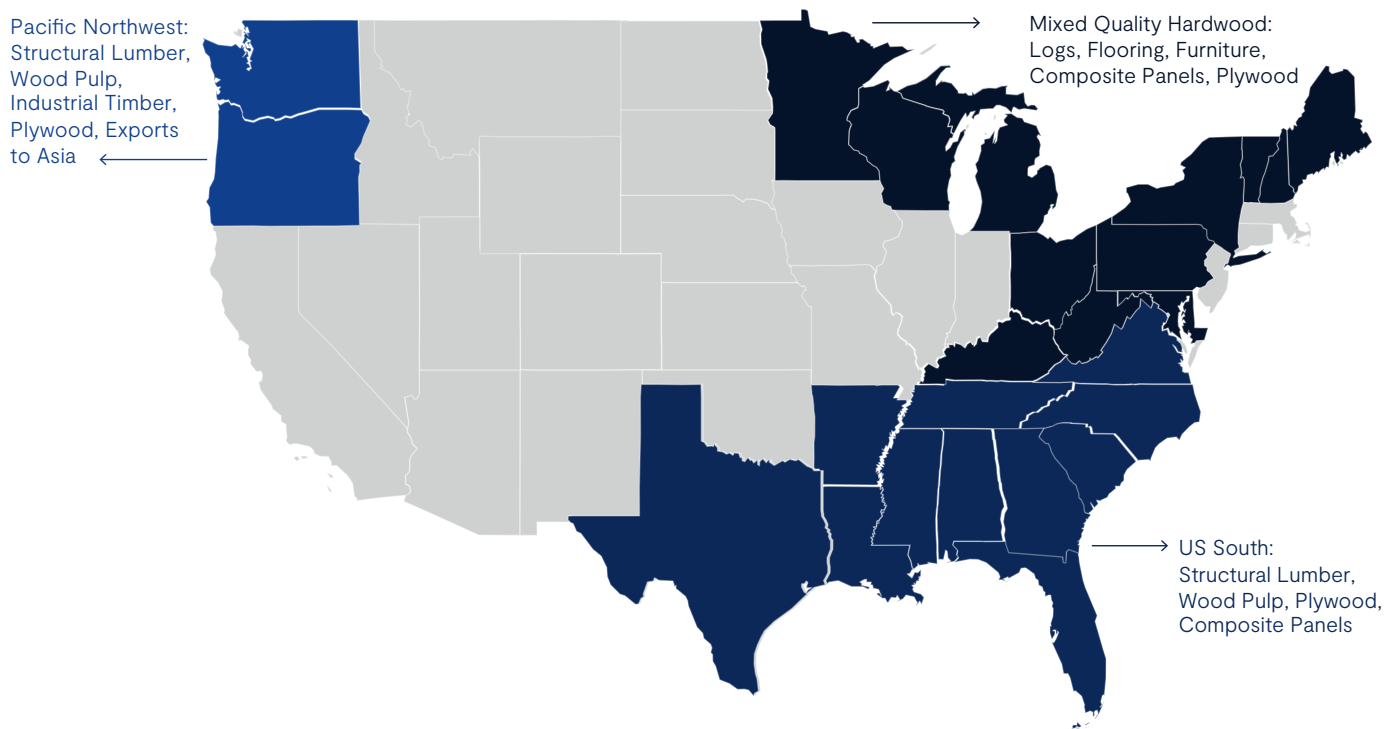 Pacific Northwest:
Structural Lumber,
Wood Pulp,
Industrial Timber,
Plywood, Exports
to Asia
Mixed Quality Hardwood:
Logs, Flooring, Furniture,
Composite Panels, Plywood
US South:
Structural Lumber,
Wood Pulp, Plywood,
Composite Panels